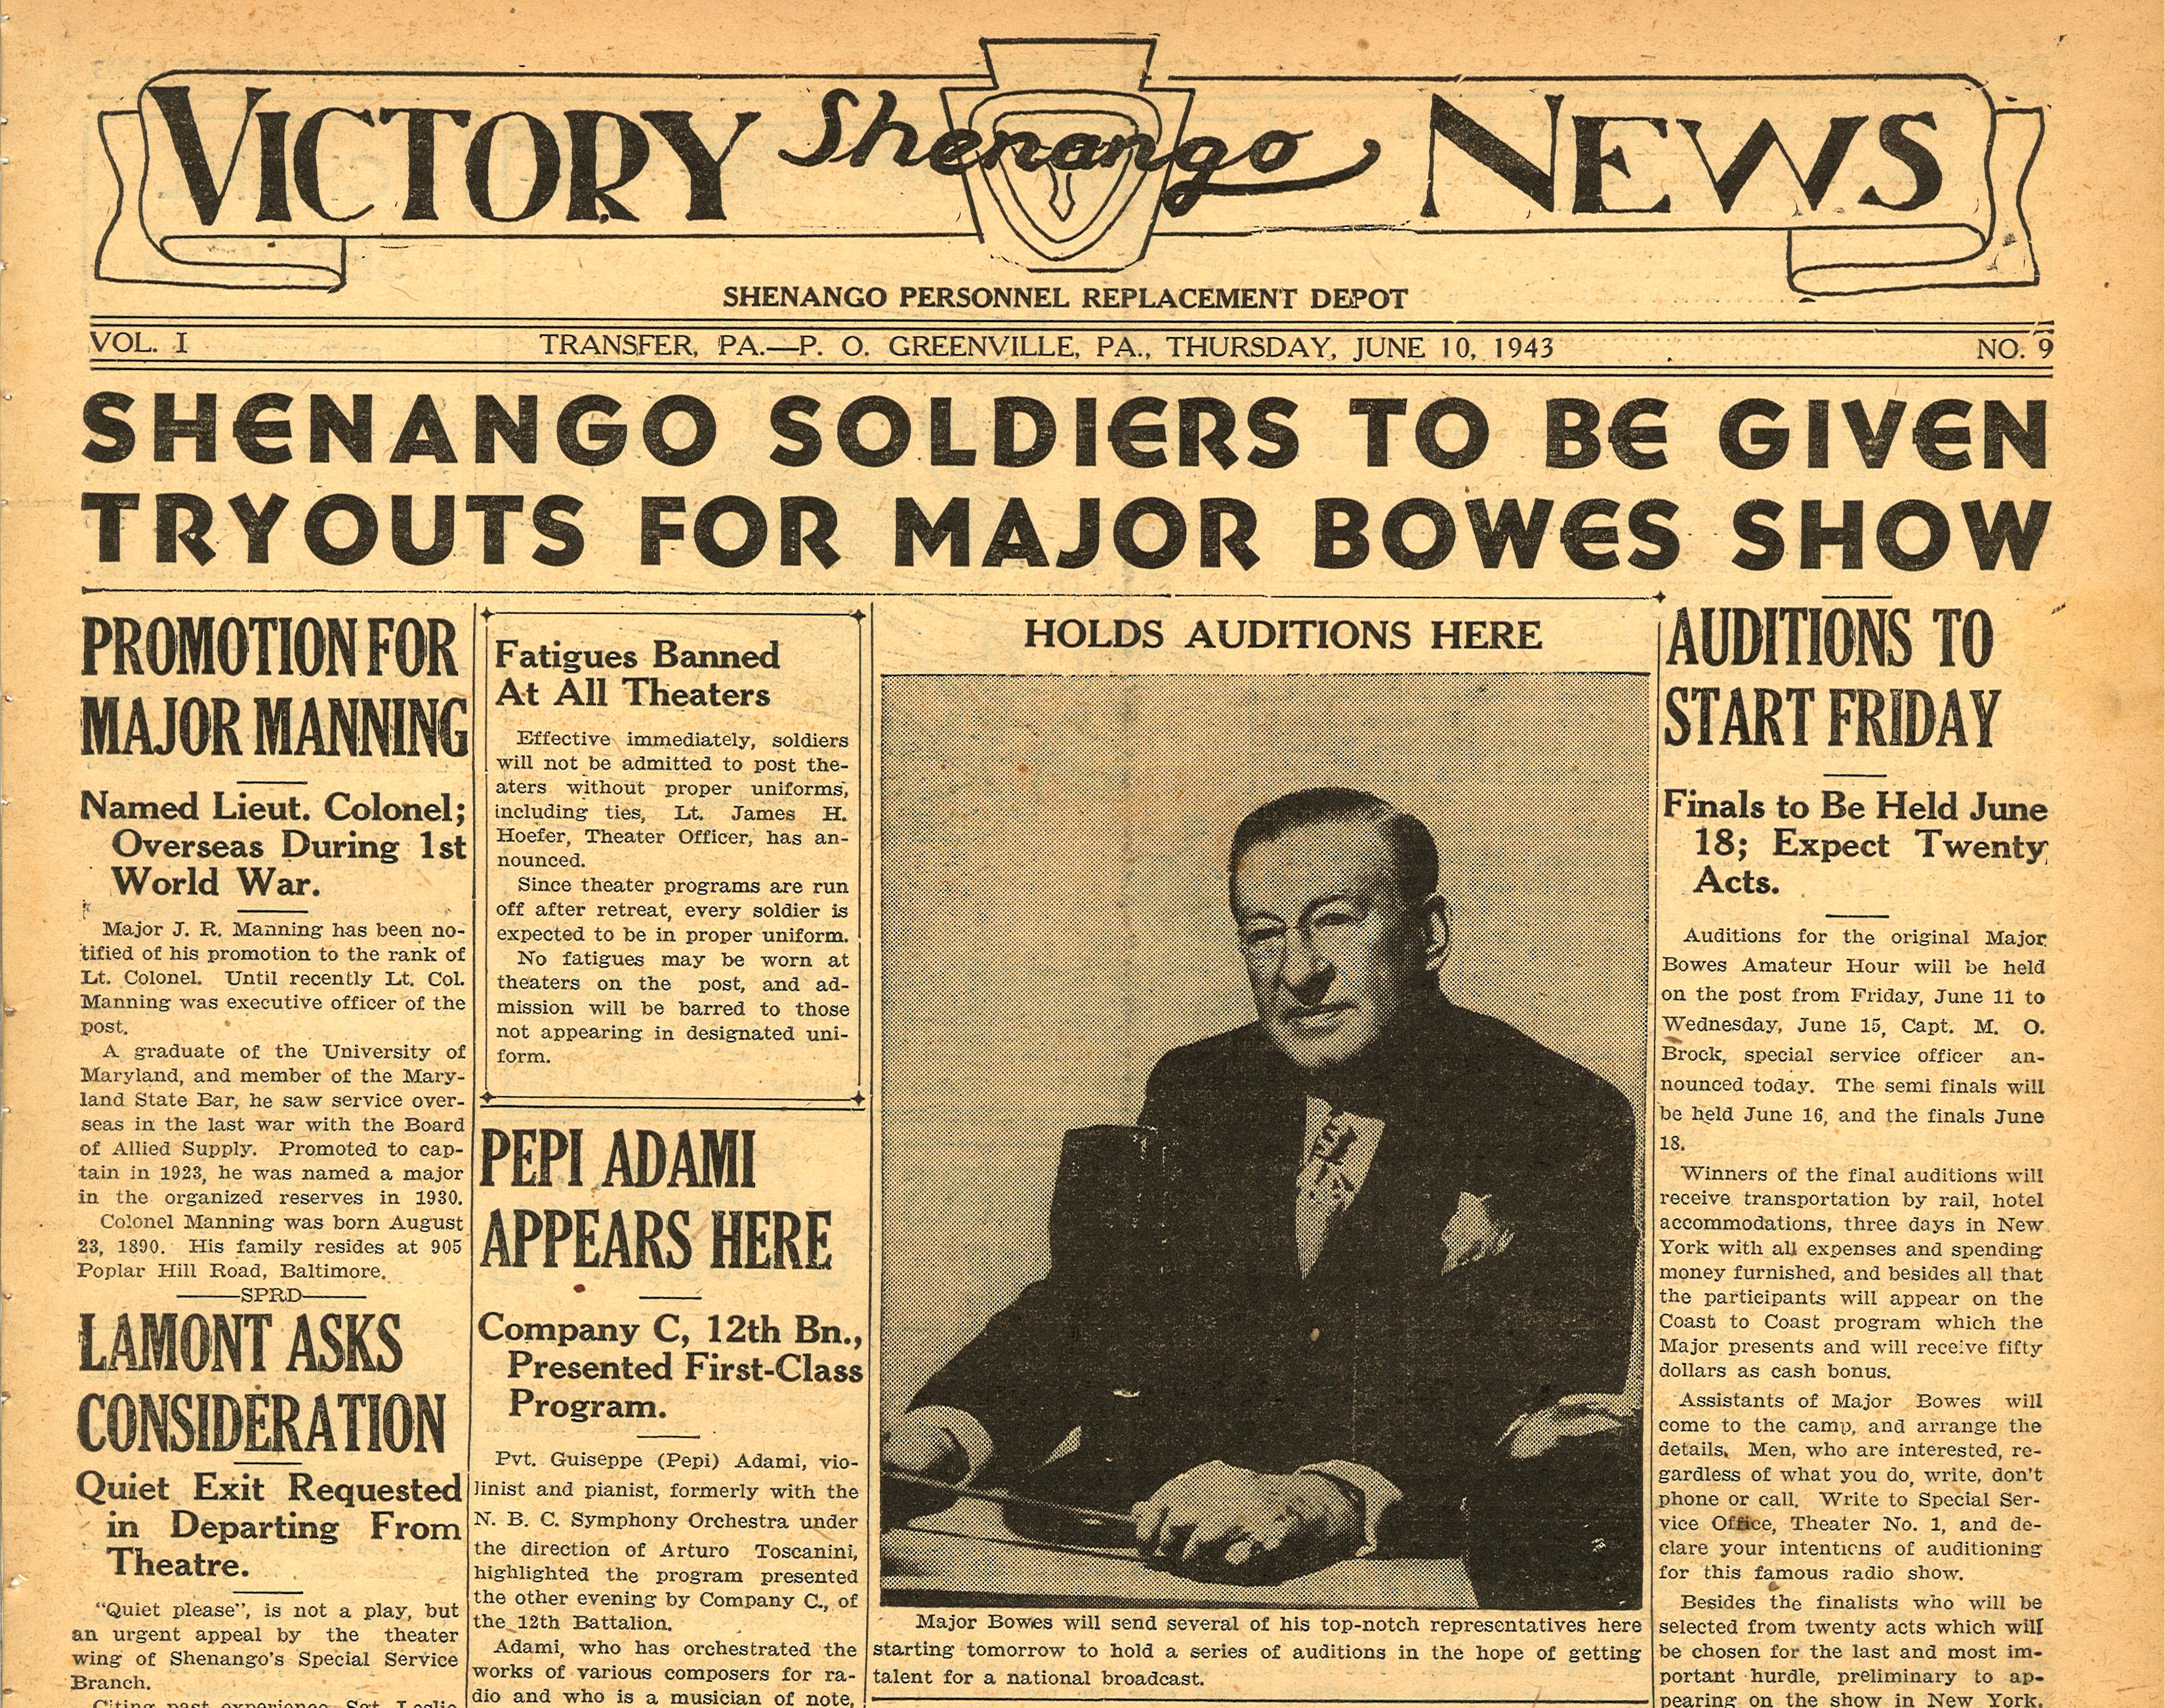 VICTORY Shenango NEWS
SHENANGO PERSONNEL REPLACEMENT DEPOT
VOL. I TRANSFER, PA.—P. O. GREENVILLE, PA., THURSDAY, JUNE 10, 1943 NO. 9
SHENANGO SOLDIERS TO BE GIVEN
TRYOUTS FOR MAJOR BOWES SHOW
PROMOTION FOR
MAJOR MANNING
Named Lieut. Colonel;
Overseas During 1st
World War.
Major J. R. Manning has been no-
tified of his promotion to the rank of
Lt. Colonel. Until recently Lt. Col.
Manning was executive officer of the
post.
A graduate of the University of
Maryland, and member of the Mary-
land State Bar, he saw service over-
seas in the last war with the Board
of Allied Supply. Promoted to cap-
tain in 1923, he was named a major
in the organized reserves in 1930.
Colonel Manning was born August
23, 1890. His family resides at 905
Poplar Hill Road, Baltimore.
SPRD
LAMONT ASKS
CONSIDERATION
Quiet Exit Requested
in Departing From
Theatre.
"Quiet please", is not a play, but
an urgent appeal by the theater
wing of Shenango's Special Service
Branch.
Citing past experience, Sgt. Leslie
Fatigues Banned
At All Theaters
Effective immediately, soldiers
will not be admitted to post the-
aters without proper uniforms,
including ties, Lt. James H.
Hoefer, Theater Officer, has an-
nounced.
Since theater programs are run
off after retreat, every soldier is
expected to be in proper uniform.
No fatigues may be worn at
theaters on the post, and ad-
mission will be barred to those
not appearing in designated uni-
form.
PEPI ADAMI
APPEARS HERE
Company C, 12th Bn.,
Presented First-Class
Program.
Pvt. Guiseppe (Pepi) Adami, vio-
linist and pianist, formerly with the
N. B. C. Symphony Orchestra under
the direction of Arturo Toscanini,
highlighted the program presented
the other evening by Company C., of
the 12th Battalion.
Adami, who has orchestrated the
works of various composers for ra-
dio and who is a musician of note,
HOLDS AUDITIONS HERE
Major Bowes will send several of his top-notch representatives here
starting tomorrow to hold a series of auditions in the hope of getting
talent for a national broadcast.
AUDITIONS TO
START FRIDAY
Finals to Be Held June
18; Expect Twenty
Acts.
Auditions for the original Major
Bowes Amateur Hour will be held
on the post from Friday, June 11 to
Wednesday, June 15, Capt. M. O.
Brock, special service officer an-
nounced today. The semi finals will
be held June 16, and the finals June
18.
Winners of the final auditions will
receive transportation by rail, hotel
accommodations, three days in New
York with all expenses and spending
money furnished, and besides all that
the participants will appear on the
Coast to Coast program which the
Major presents and will receive fifty
dollars as cash bonus.
Assistants of Major Bowes will
come to the camp, and arrange the
details. Men, who are interested, re-
gardless of what you do, write, don't
phone or call. Write to Special Ser-
vice Office, Theater No. 1, and de-
clare your intentions of auditioning
for this famous radio show.
Besides the finalists who will be
selected from twenty acts which will
be chosen for the last and most im-
portant hurdle, preliminary to ap-
pearing on the show in New York,